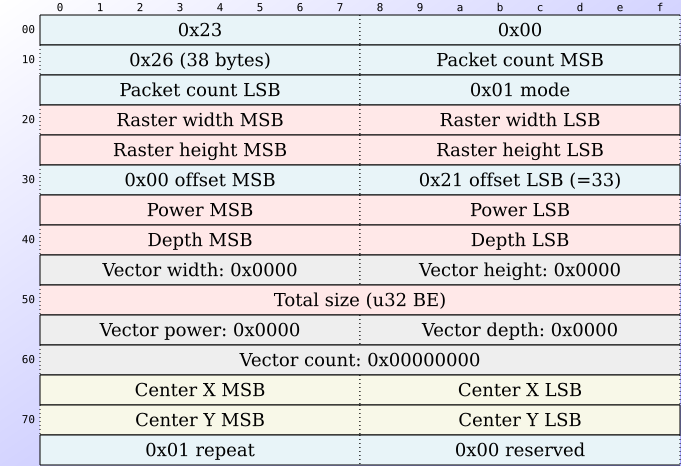 0 1 2 3 4 5 6 7 8 9 a b c d e f
00 0x23 0x00
10 0x26 (38 bytes) Packet count MSB
Packet count LSB 0x01 mode
20 Raster width MSB Raster width LSB
Raster height MSB Raster height LSB
30 0x00 offset MSB 0x21 offset LSB (=33)
Power MSB Power LSB
40 Depth MSB Depth LSB
Vector width: 0x0000 Vector height: 0x0000
50 Total size (u32 BE)
Vector power: 0x0000 Vector depth: 0x0000
60 Vector count: 0x00000000
Center X MSB Center X LSB
70 Center Y MSB Center Y LSB
0x01 repeat 0x00 reserved